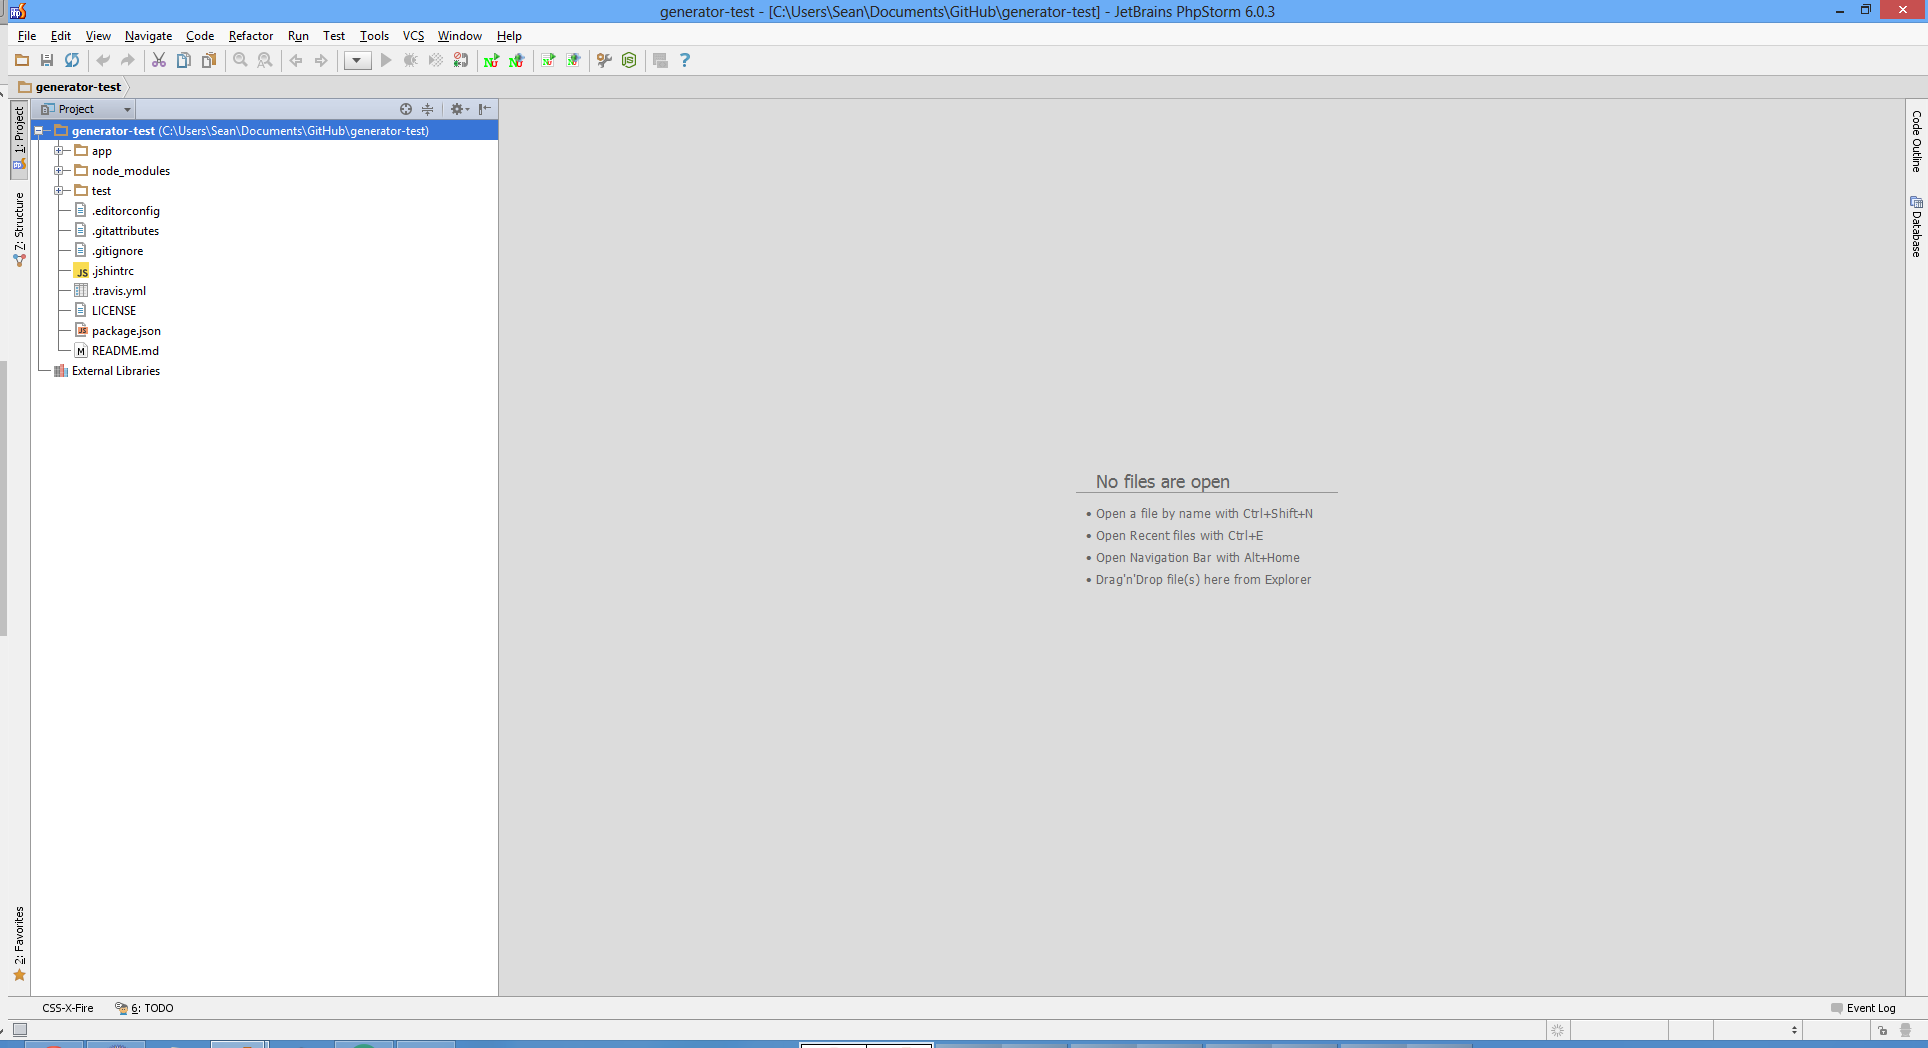 generator-test - [C:\Users\Sean\Documents\GitHub\generator-test] - JetBrains PhpStorm 6.0.3
File Edit View Navigate Code Refactor Run Test Tools VCS Window Help
generator-test
Project
1: Project
7: Structure
2: Favorites
generator-test (C:\Users\Sean\Documents\GitHub\generator-test)
app
node_modules
test
.editorconfig
.gitattributes
.gitignore
JS .jshintrc
.travis.yml
LICENSE
package.json
README.md
External Libraries
No files are open
• Open a file by name with Ctrl+Shift+N
• Open Recent files with Ctrl+E
• Open Navigation Bar with Alt+Home
• Drag'n'Drop file(s) here from Explorer
Code Outline
Database
CSS-X-Fire 6: TODO Event Log